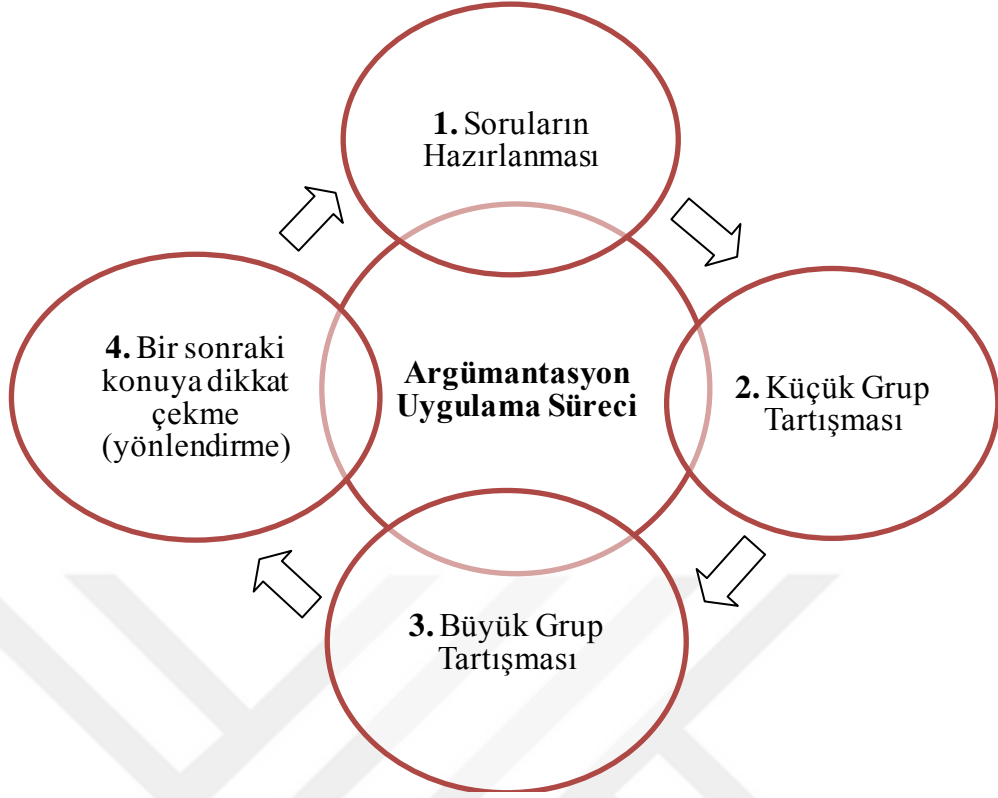 1. Soruların
Hazırlanması
2. Küçük Grup
Tartışması
3. Büyük Grup
Tartışması
4. Bir sonraki
konuya dikkat
çekme
(yönlendirme)
Argümantasyon
Uygulama Süreci